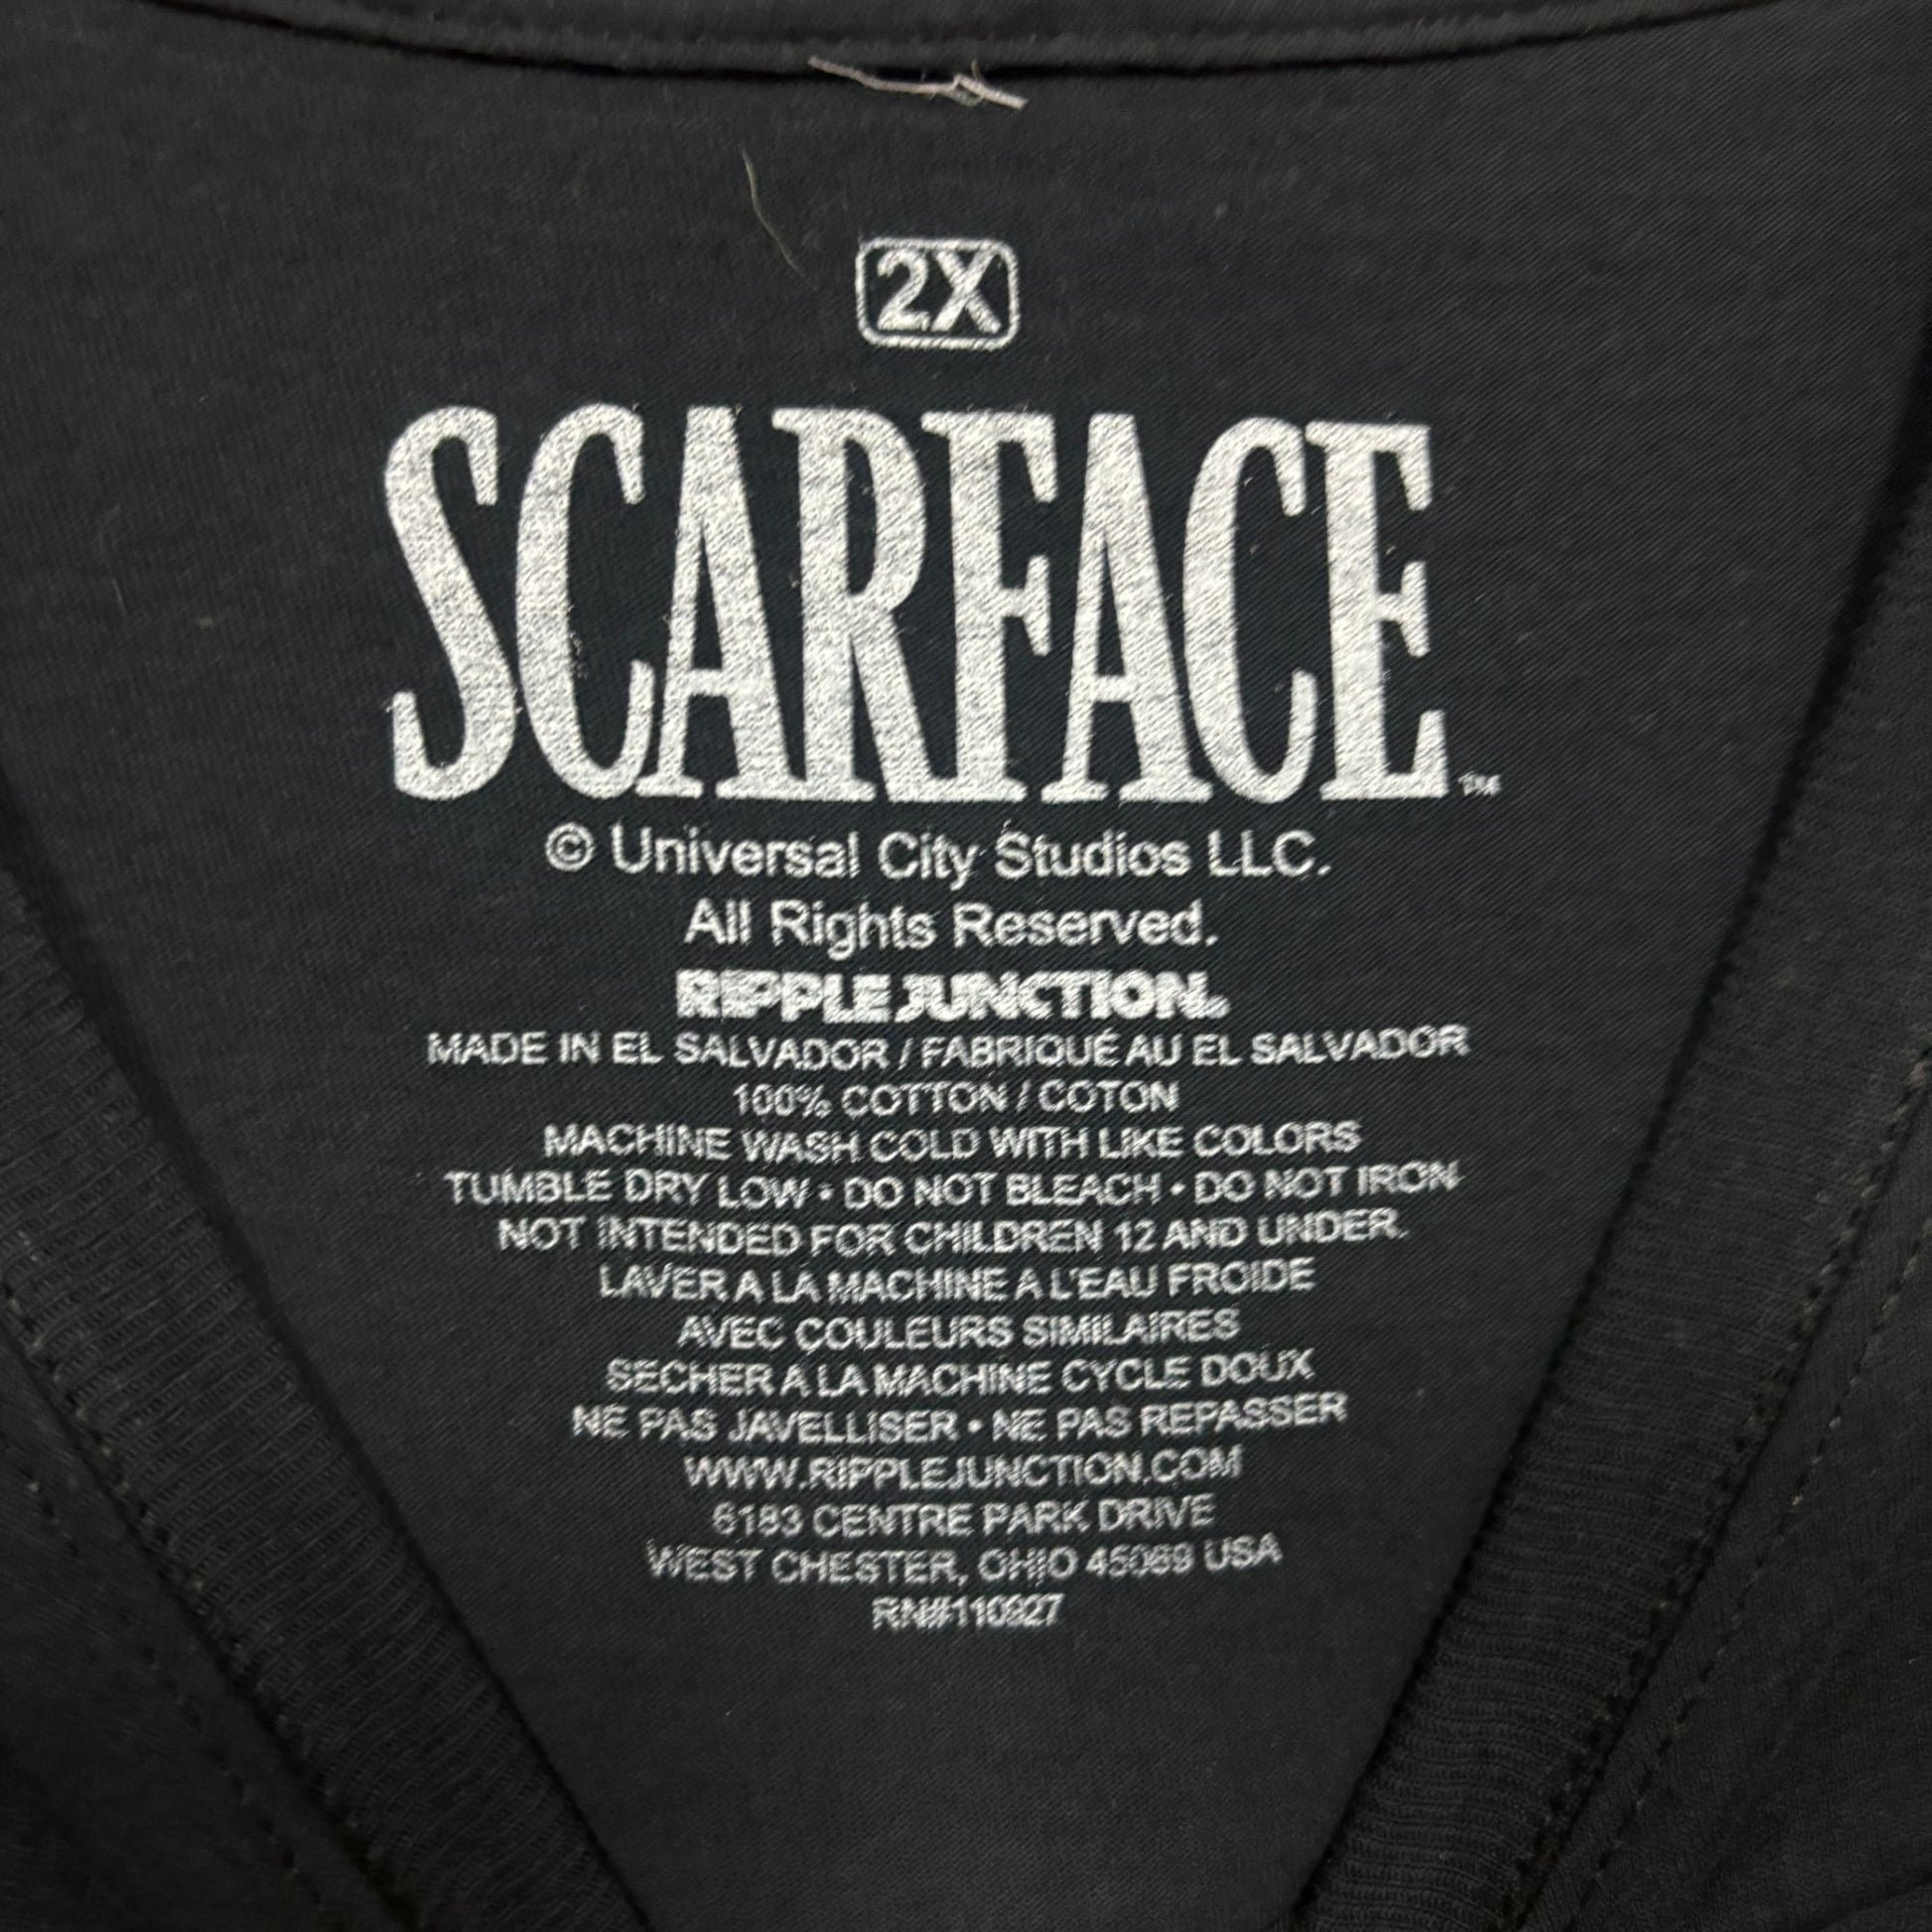 2X
SCARFACE™
© Universal City Studios LLC.
All Rights Reserved.
RIPPLE JUNCTION®
MADE IN EL SALVADOR / FABRIQUÉ AU EL SALVADOR
100% COTTON / COTON
MACHINE WASH COLD WITH LIKE COLORS
TUMBLE DRY LOW • DO NOT BLEACH • DO NOT IRON
NOT INTENDED FOR CHILDREN 12 AND UNDER.
LAVER A LA MACHINE A L'EAU FROIDE
AVEC COULEURS SIMILAIRES
SECHER A LA MACHINE CYCLE DOUX
NE PAS JAVELLISER • NE PAS REPASSER
WWW.RIPPLEJUNCTION.COM
6183 CENTRE PARK DRIVE
WEST CHESTER, OHIO 45069 USA
RN#110927